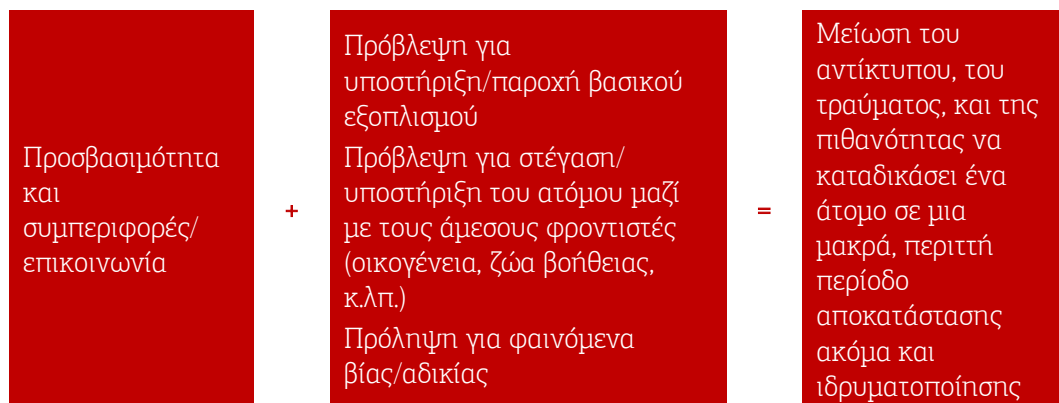 Προσβασιμότητα
και
συμπεριφορές/
επικοινωνία
+
Πρόβλεψη για
υποστήριξη/παροχή βασικού
εξοπλισμού
Πρόβλεψη για στέγαση/
υποστήριξη του ατόμου μαζί
με τους άμεσους φροντιστές
(οικογένεια, ζώα βοήθειας,
κ.λπ.)
Πρόληψη για φαινόμενα
βίας/αδικίας
=
Μείωση του
αντίκτυπου, του
τραύματος, και της
πιθανότητας να
καταδικάσει ένα
άτομο σε μια
μακρά, περιττή
περίοδο
αποκατάστασης
ακόμα και
ιδρυματοποίησης